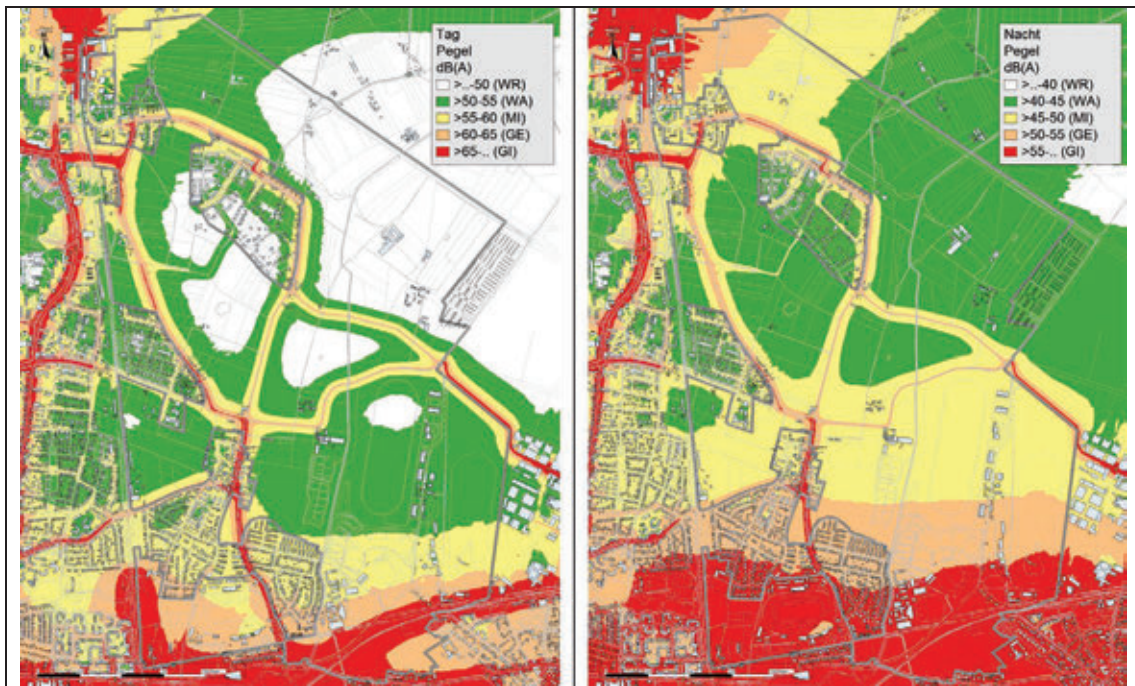 Tag
Pegel
dB(A)
>..-50 (WR)
>50-55 (WA)
>55-60 (MI)
>60-65 (GE)
>65-.. (GI)
Nacht
Pegel
dB(A)
>..-40 (WR)
>40-45 (WA)
>45-50 (MI)
>50-55 (GE)
>55-.. (GI)